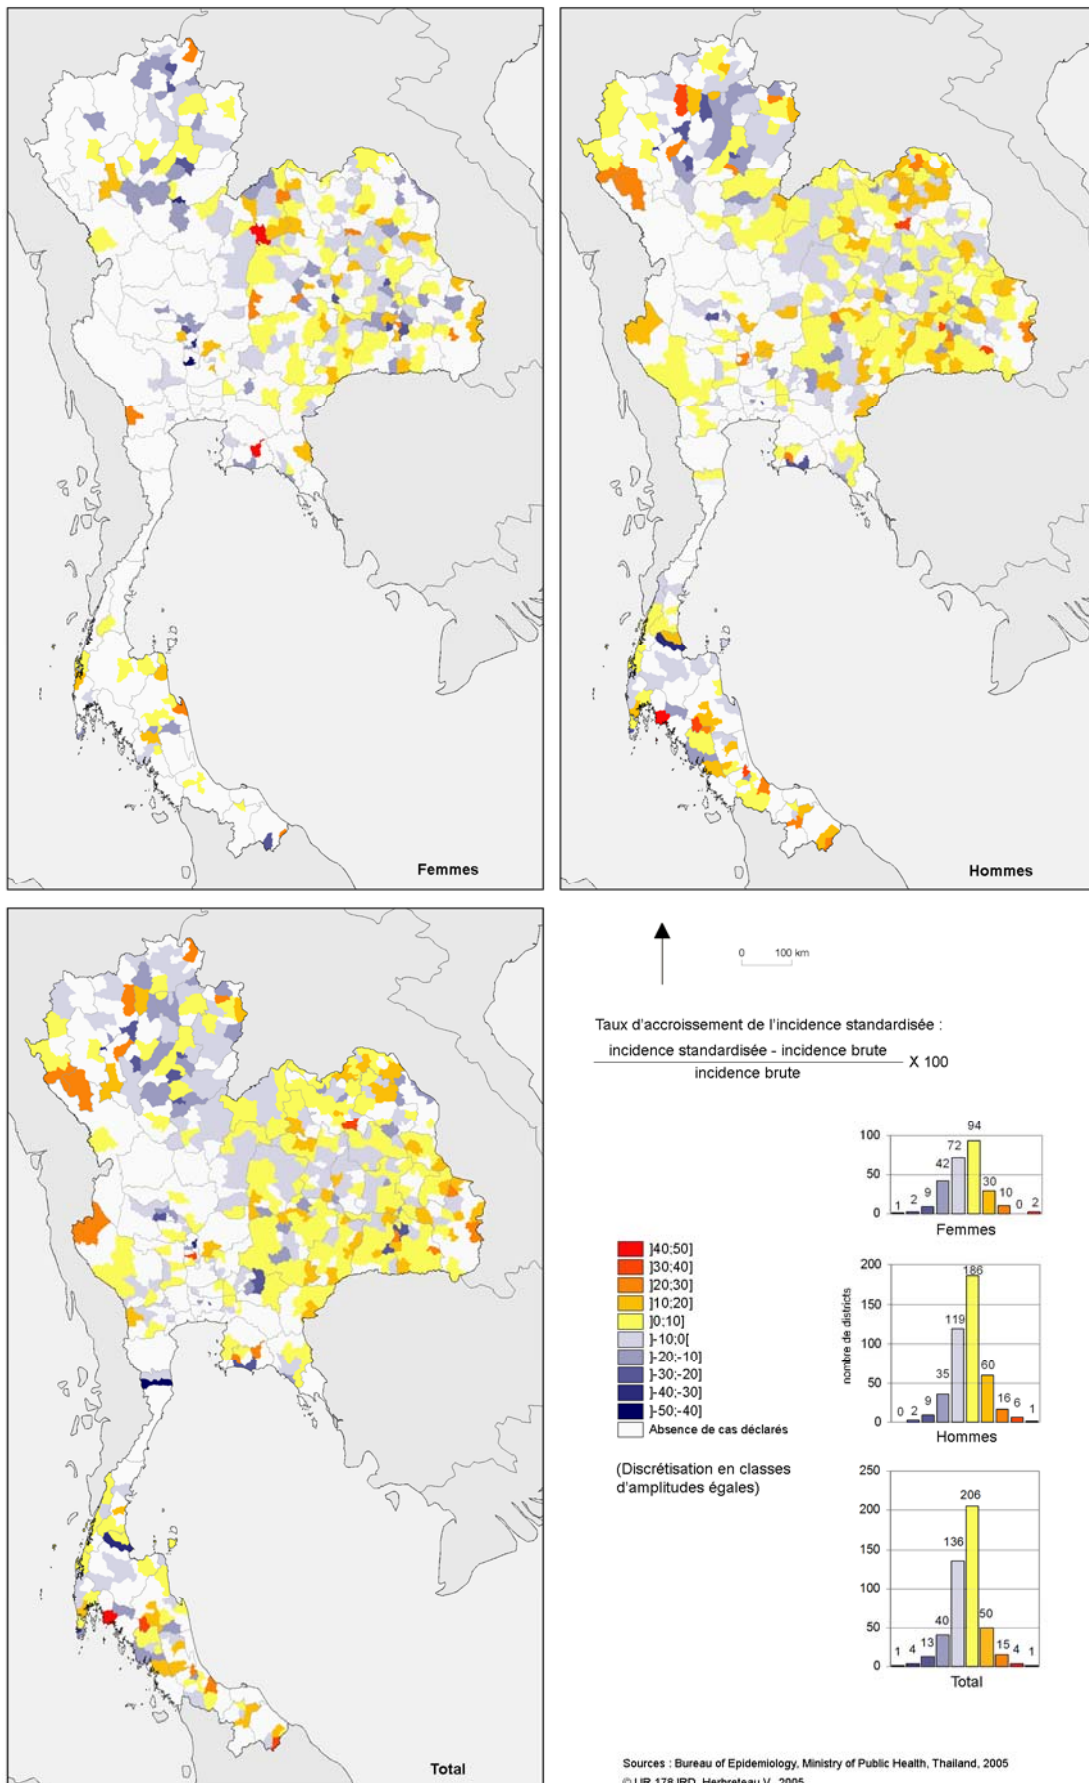 Femmes
Hommes
Total
0 100 km
Taux d'accroissement de l'incidence standardisée :
incidence standardisée - incidence brute
incidence brute
X 100
]40:50]
]30:40]
]20:30]
]10:20]
]0;10]
]-10;0[
]-20;-10]
]-30;-20]
]-40;-30]
]-50;-40]
Absence de cas déclarés
(Discrétisation en classes
d'amplitudes égales)
100
50
0
1 2 9 42 72 94 30 10 0 2
Femmes
nombre de districts
200
150
100
50
0
0 2 9 35 119 186 60 16 6 1
Hommes
250
200
150
100
50
0
1 4 13 40 136 206 50 15 4 1
Total
Sources : Bureau of Epidemiology, Ministry of Public Health, Thailand, 2005
© UR 178 IRD, Herbreteau V., 2005